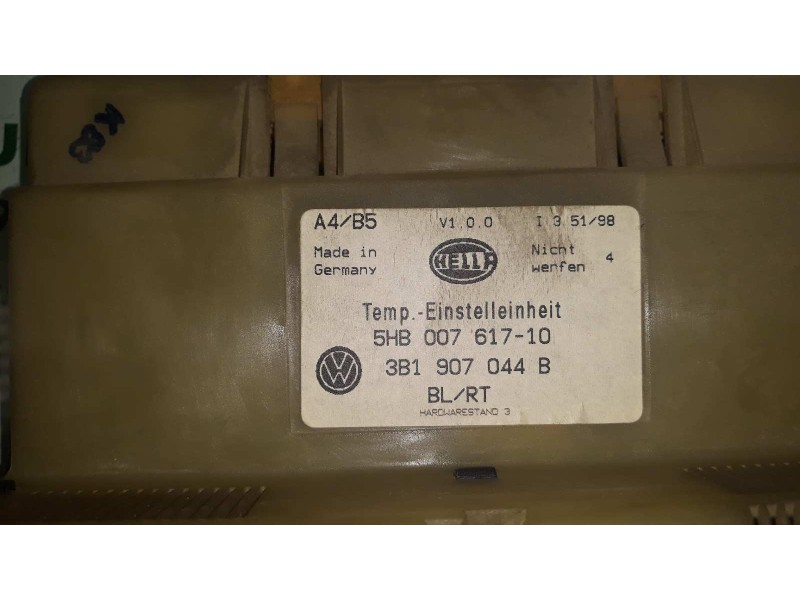 A4/B5 V1.0.0 I 3 51/98
Made in Germany HELLA Nicht werfen 4
Temp.-Einstelleinheit
5HB 007 617-10
VW 3B1 907 044 B
BL/RT
HARDWARESTAND 3